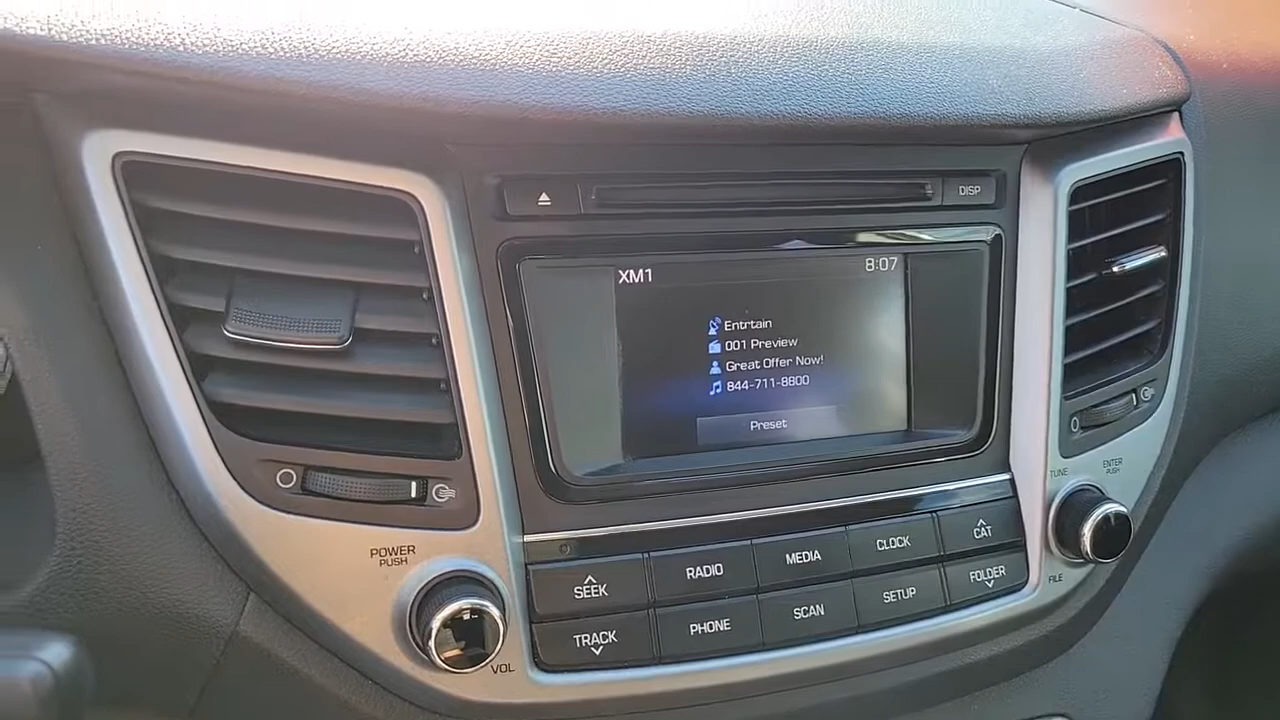 DISP
XM1 8:07
Entrtain
001 Preview
Great Offer Now!
844-711-8800
Preset
TUNE
ENTER
PUSH
FILE
POWER
PUSH
VOL
SEEK
RADIO
MEDIA
CLOCK
CAT
TRACK
PHONE
SCAN
SETUP
FOLDER